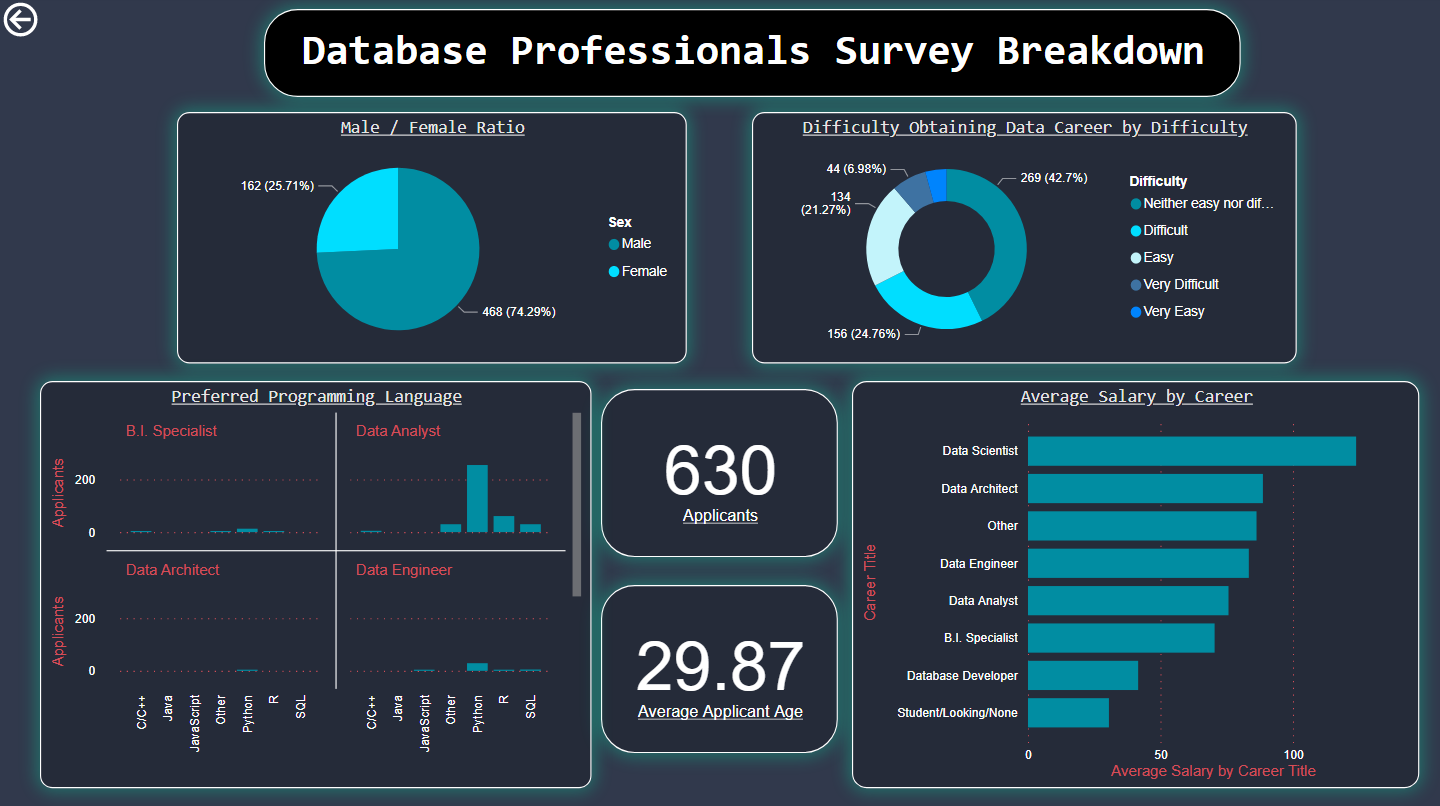 Database Professionals Survey Breakdown
Male / Female Ratio
162 (25.71%)
468 (74.29%)
Sex
Male
Female
Difficulty Obtaining Data Career by Difficulty
44 (6.98%)
134
(21.27%)
269 (42.7%)
156 (24.76%)
Difficulty
Neither easy nor dif...
Difficult
Easy
Very Difficult
Very Easy
Preferred Programming Language
B.I. Specialist
Data Analyst
Applicants
200
0
Data Architect
Data Engineer
Applicants
200
0
C/C++
Java
JavaScript
Other
Python
R
SQL
C/C++
Java
JavaScript
Other
Python
R
SQL
630
Applicants
29.87
Average Applicant Age
Average Salary by Career
Career Title
Data Scientist
Data Architect
Other
Data Engineer
Data Analyst
B.I. Specialist
Database Developer
Student/Looking/None
0 50 100
Average Salary by Career Title